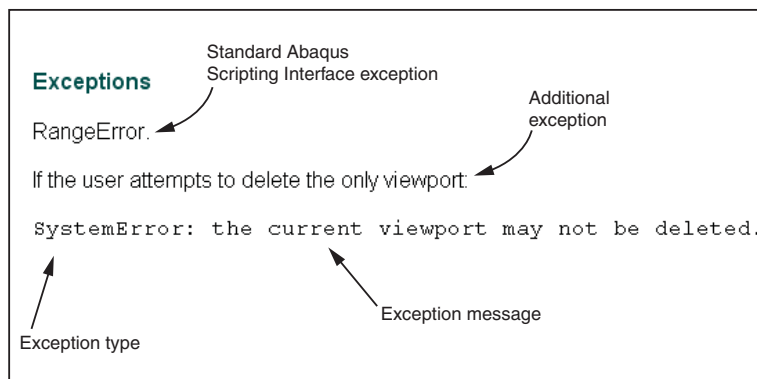 Standard Abaqus
Scripting Interface exception
Exceptions
Additional
exception
RangeError.
If the user attempts to delete the only viewport:
SystemError: the current viewport may not be deleted.
Exception message
Exception type